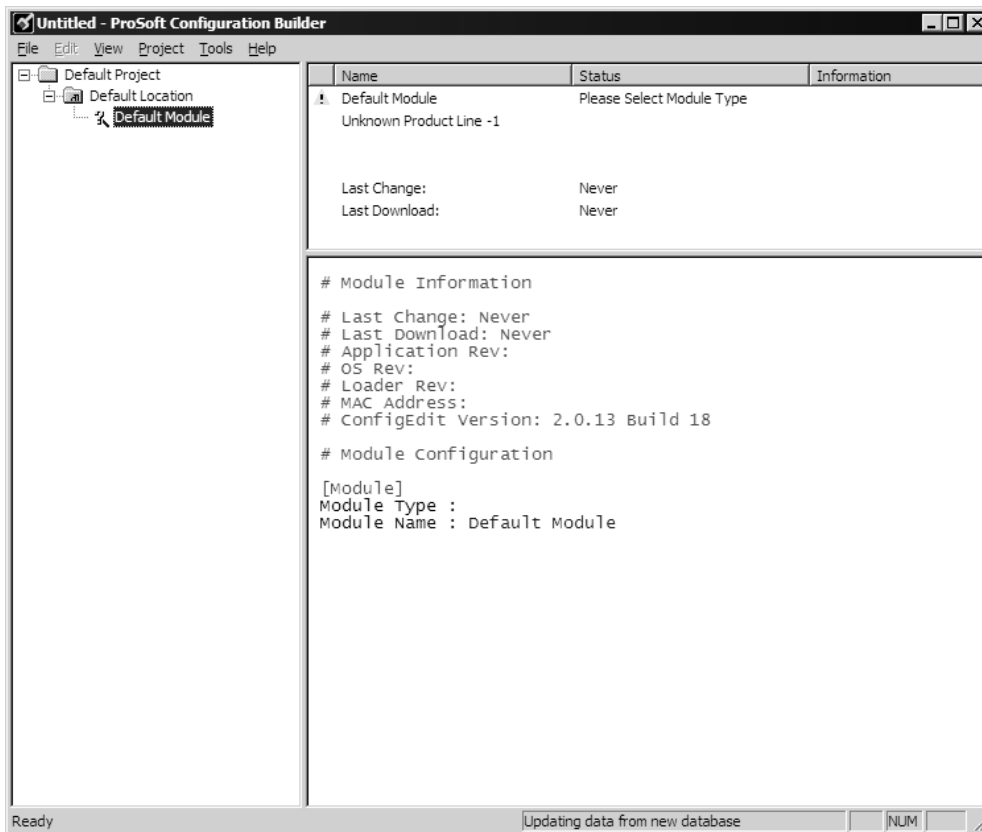 Untitled - ProSoft Configuration Builder
File Edit View Project Tools Help
Default Project
Default Location
Default Module
Name Status Information
Default Module Please Select Module Type
Unknown Product Line -1
Last Change: Never
Last Download: Never
# Module Information
# Last Change: Never
# Last Download: Never
# Application Rev:
# OS Rev:
# Loader Rev:
# MAC Address:
# ConfigEdit Version: 2.0.13 Build 18
# Module Configuration
[Module]
Module Type :
Module Name : Default Module
Ready Updating data from new database NUM